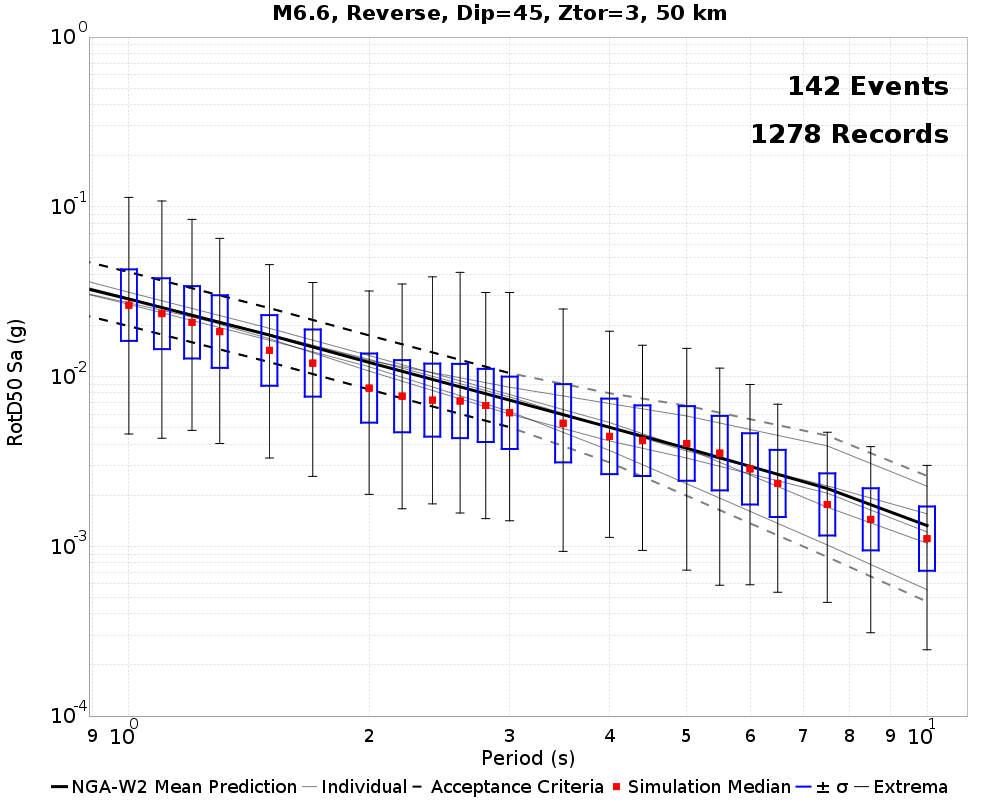 M6.6, Reverse, Dip=45, Ztor=3, 50 km
142 Events
1278 Records
RotD50 Sa (g)
10^0
10^-1
10^-2
10^-3
10^-4
9 10^0 2 3 4 5 6 7 8 9 10^1
Period (s)
NGA-W2 Mean Prediction Individual Acceptance Criteria Simulation Median ± σ Extrema